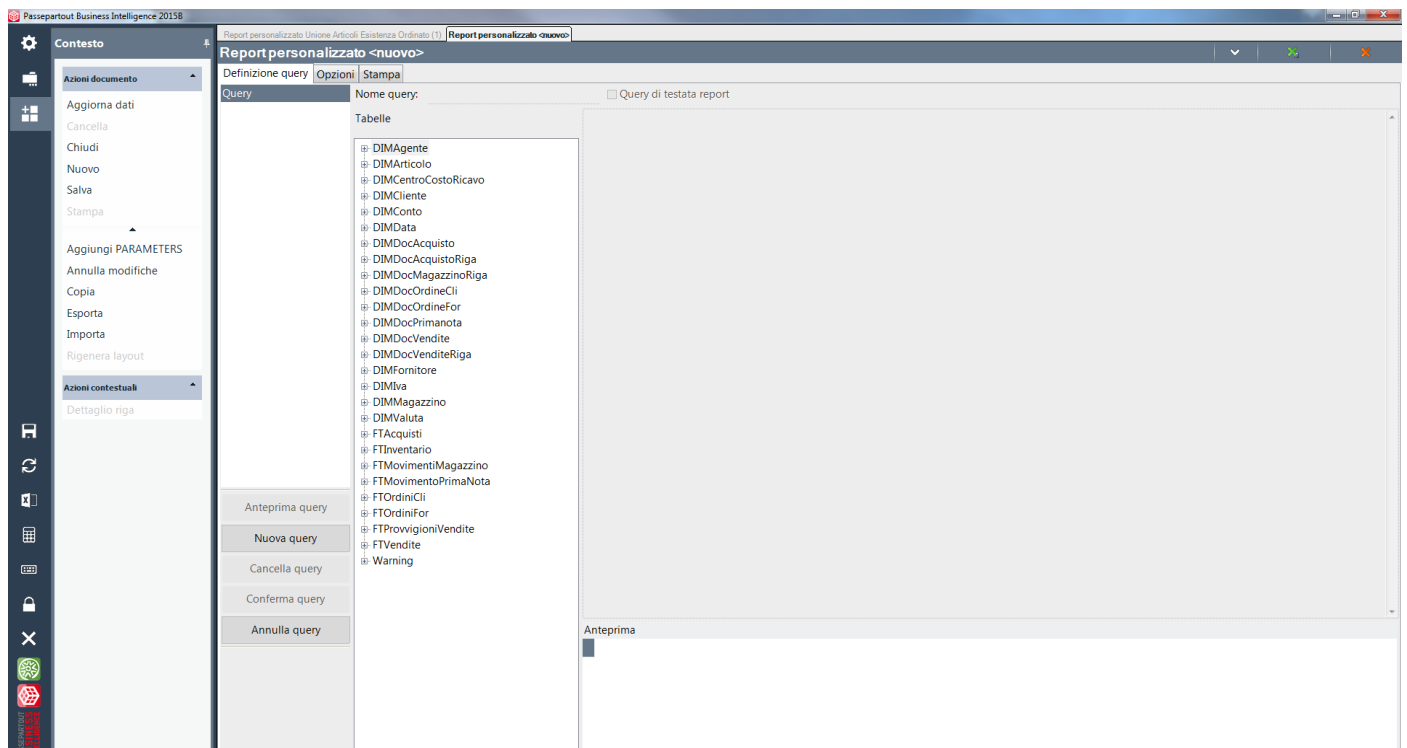 Passepartout Business Intelligence 2015B
Contesto
Azioni documento
Aggiorna dati
Cancella
Chiudi
Nuovo
Salva
Stampa
Aggiungi PARAMETERS
Annulla modifiche
Copia
Esporta
Importa
Rigenera layout
Azioni contestuali
Dettaglio riga
Report personalizzato Unione Articoli Esistenza Ordinato (1) Report personalizzato <nuovo>
Report personalizzato <nuovo>
Definizione query Opzioni Stampa
Query
Nome query:
Query di testata report
Tabelle
DIMAgente
DIMArticolo
DIMCentroCostoRicavo
DIMCliente
DIMConto
DIMData
DIMDocAcquisto
DIMDocAcquistoRiga
DIMDocMagazzinoRiga
DIMDocOrdineCli
DIMDocOrdineFor
DIMDocPrimanota
DIMDocVendite
DIMDocVenditeRiga
DIMFornitore
DIMIva
DIMMagazzino
DIMValuta
FTAcquisti
FTInventario
FTMovimentiMagazzino
FTMovimentoPrimaNota
FTOrdiniCli
FTOrdiniFor
FTProvvigioniVendite
FTVendite
Warning
Anteprima query
Nuova query
Cancella query
Conferma query
Annulla query
Anteprima